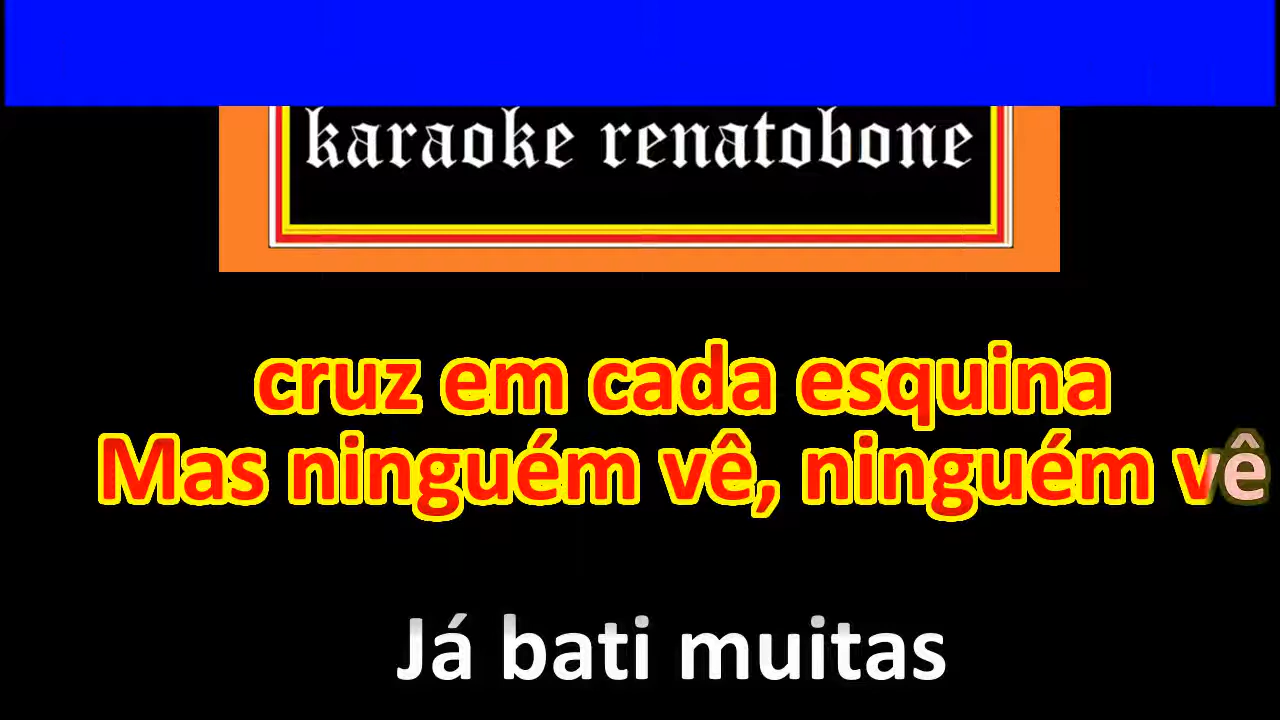 karaoke renatobone
cruz em cada esquina
Mas ninguém vê, ninguém vê
Já bati muitas